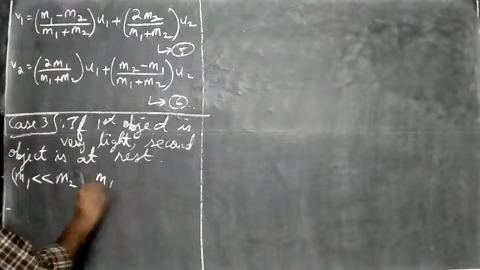 v₁ = (m₁ - m₂ / m₁ + m₂) u₁ + (2m₂ / m₁ + m₂) u₂
↳ 5
v₂ = (2m₁ / m₁ + m₂) u₁ + (m₂ - m₁ / m₁ + m₂) u₂
↳ 6
Case 3. If 1st object is
very light, second
object is at rest.
(m₁ << m₂ m₁